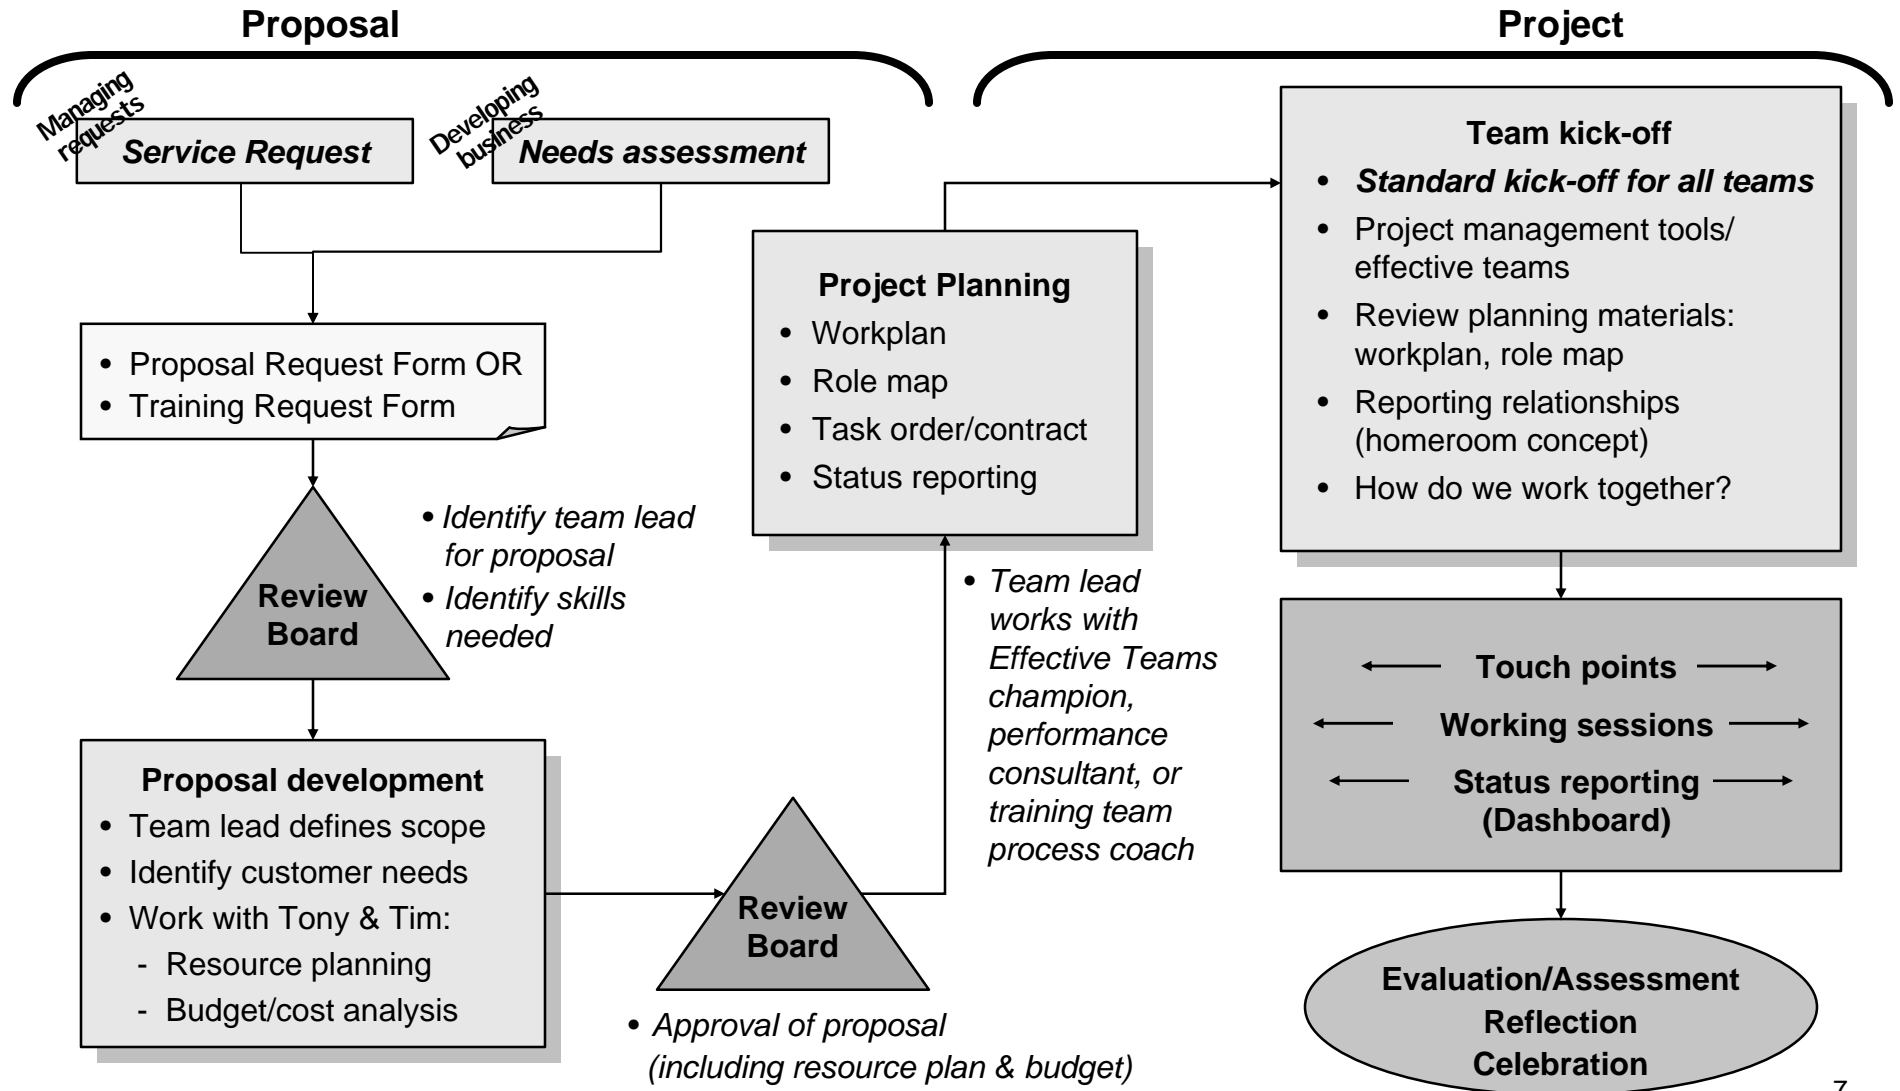 Proposal
Managing
requests
Service Request
Developing
business
Needs assessment
• Proposal Request Form OR
• Training Request Form
Review
Board
• Identify team lead
for proposal
• Identify skills
needed
Proposal development
• Team lead defines scope
• Identify customer needs
• Work with Tony & Tim:
- Resource planning
- Budget/cost analysis
Review
Board
• Approval of proposal
(including resource plan & budget)
Project Planning
• Workplan
• Role map
• Task order/contract
• Status reporting
• Team lead
works with
Effective Teams
champion,
performance
consultant, or
training team
process coach
Project
Team kick-off
• Standard kick-off for all teams
• Project management tools/
effective teams
• Review planning materials:
workplan, role map
• Reporting relationships
(homeroom concept)
• How do we work together?
Touch points
Working sessions
Status reporting
(Dashboard)
Evaluation/Assessment
Reflection
Celebration
7